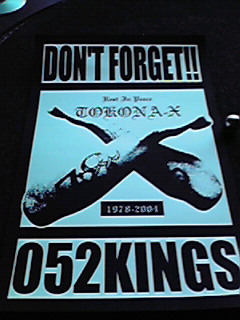 DON'T FORGET!!
Rest In Peace
TOKONA-X
1978-2004
052KINGS